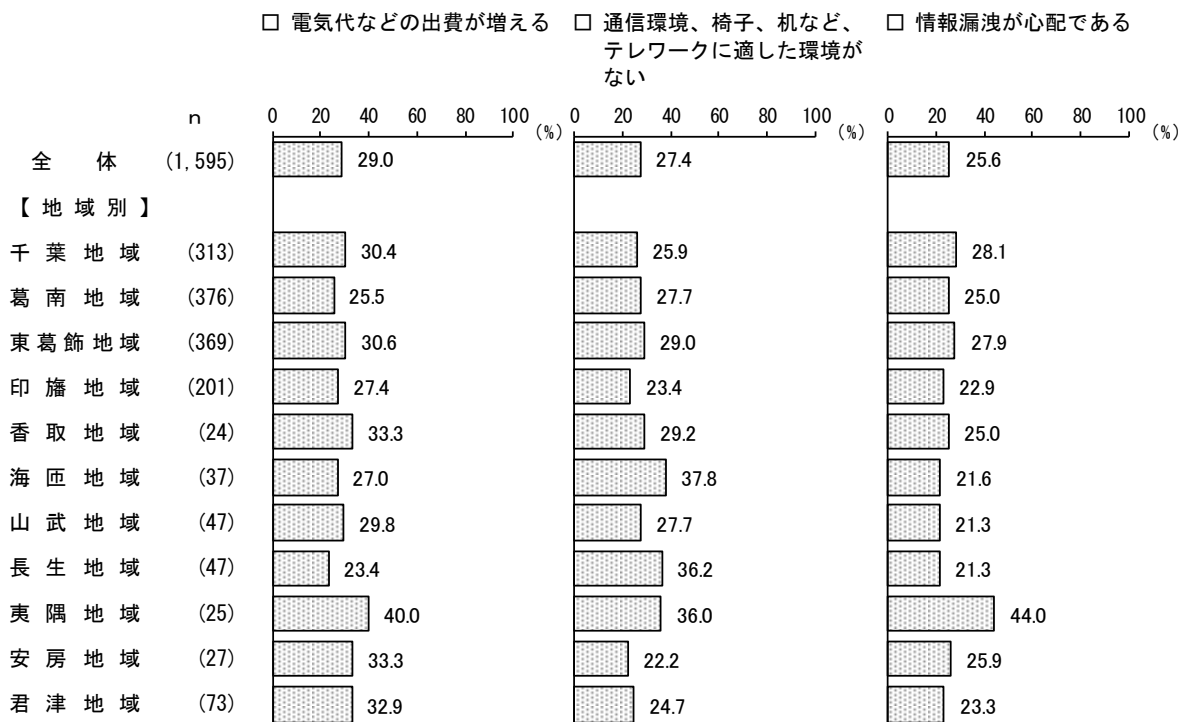 □ 電気代などの出費が増える □ 通信環境、椅子、机など、 □ 情報漏洩が心配である
テレワークに適した環境が
ない
n 0 20 40 60 80 100 (%) 0 20 40 60 80 100 (%) 0 20 40 60 80 100 (%)
全体 (1,595) 29.0 27.4 25.6
【地域別】
千葉地域 (313) 30.4 25.9 28.1
葛南地域 (376) 25.5 27.7 25.0
東葛飾地域 (369) 30.6 29.0 27.9
印旛地域 (201) 27.4 23.4 22.9
香取地域 (24) 33.3 29.2 25.0
海匝地域 (37) 27.0 37.8 21.6
山武地域 (47) 29.8 27.7 21.3
長生地域 (47) 23.4 36.2 21.3
夷隅地域 (25) 40.0 36.0 44.0
安房地域 (27) 33.3 22.2 25.9
君津地域 (73) 32.9 24.7 23.3